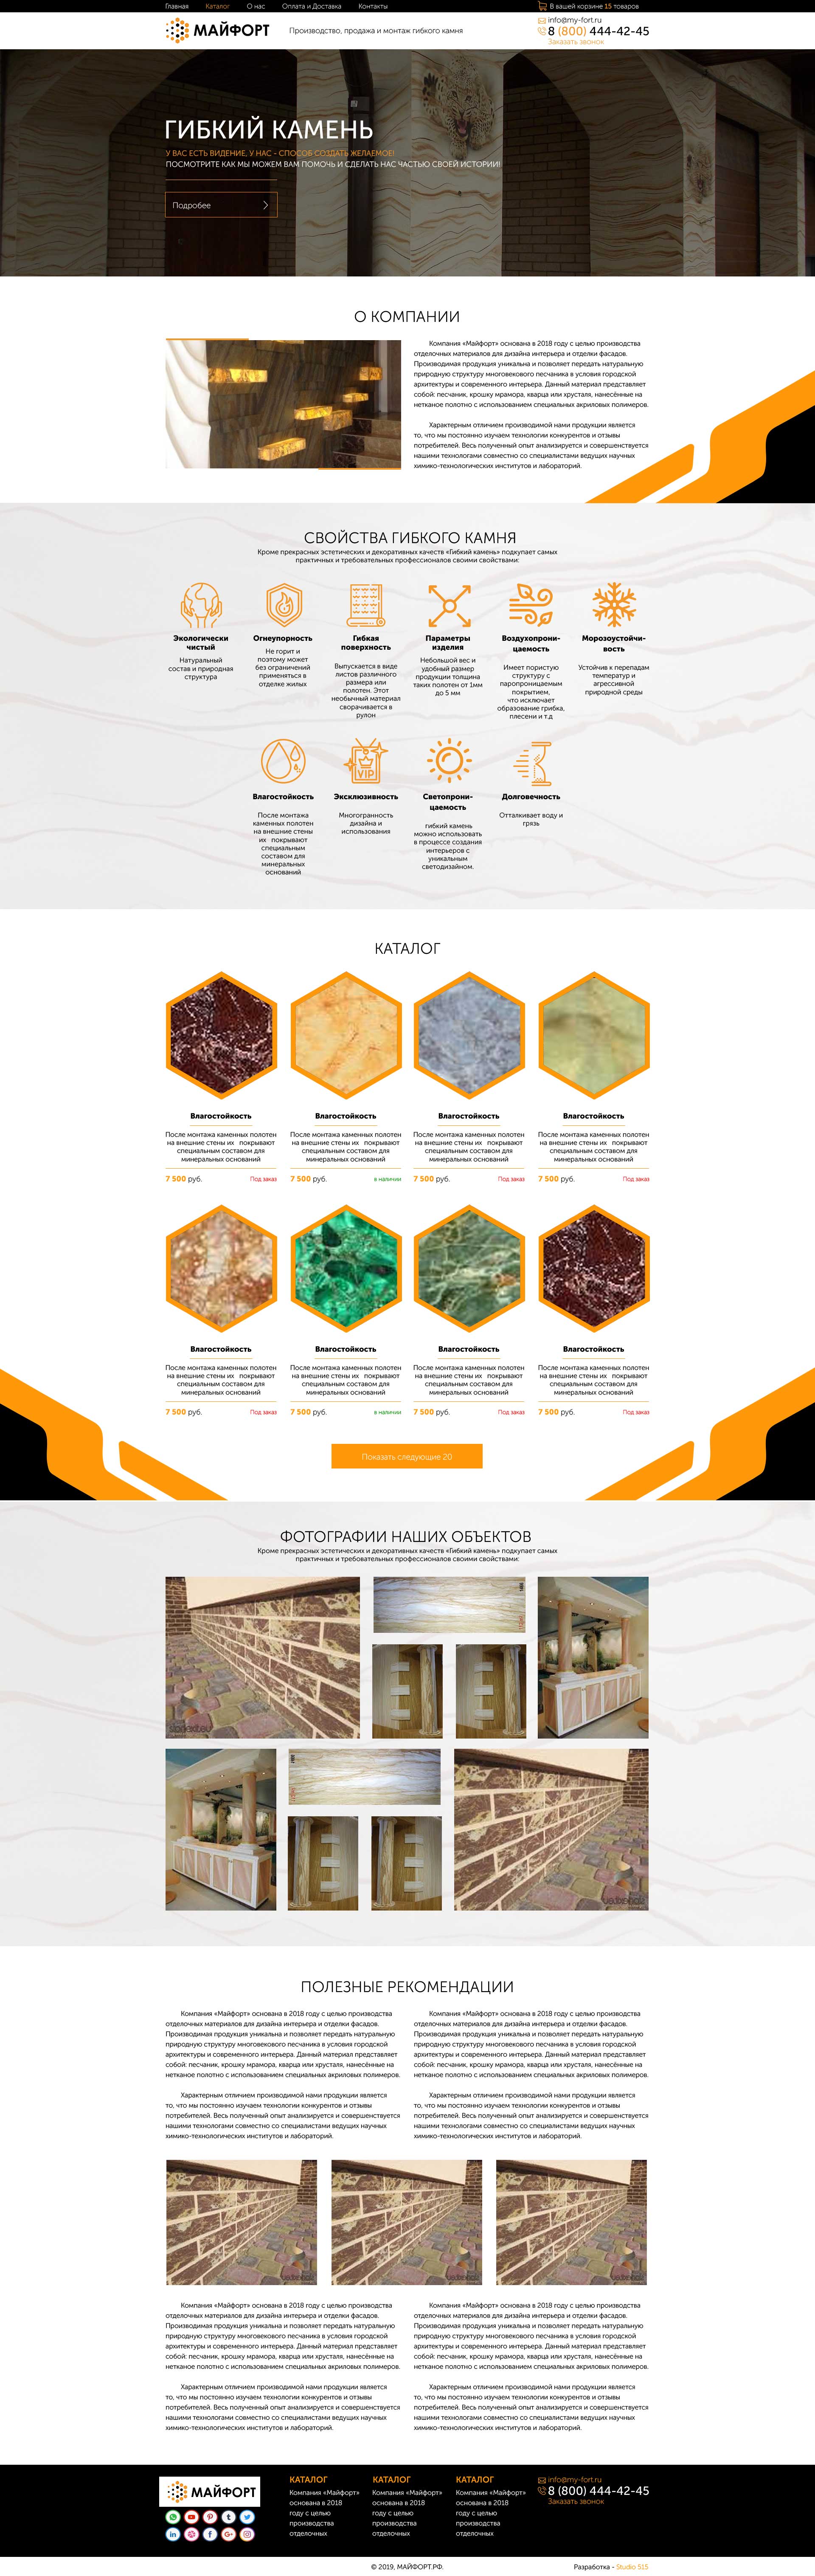 Главная Каталог О нас Оплата и Доставка Контакты В вашей корзине 15 товаров
МАЙФОРТ
Производство, продажа и монтаж гибкого камня
info@my-fort.ru
8 (800) 444-42-45
Заказать звонок
ГИБКИЙ КАМЕНЬ
У ВАС ЕСТЬ ВИДЕНИЕ, У НАС - СПОСОБ СОЗДАТЬ ЖЕЛАЕМОЕ!
ПОСМОТРИТЕ КАК МЫ МОЖЕМ ВАМ ПОМОЧЬ И СДЕЛАТЬ НАС ЧАСТЬЮ СВОЕЙ ИСТОРИИ!
Подробее
О КОМПАНИИ
Компания «Майфорт» основана в 2018 году с целью производства
отделочных материалов для дизайна интерьера и отделки фасадов.
Производимая продукция уникальна и позволяет передать натуральную
природную структуру многовекового песчаника в условия городской
архитектуры и современного интерьера. Данный материал представляет
собой: песчаник, крошку мрамора, кварца или хрусталя, нанесённые на
нетканое полотно с использованием специальных акриловых полимеров.
Характерным отличием производимой нами продукции является
то, что мы постоянно изучаем технологии конкурентов и отзывы
потребителей. Весь полученный опыт анализируется и совершенствуется
нашими технологами совместно со специалистами ведущих научных
химико-технологических институтов и лабораторий.
СВОЙСТВА ГИБКОГО КАМНЯ
Кроме прекрасных эстетических и декоративных качеств «Гибкий камень» подкупает самых
практичных и требовательных профессионалов своими свойствами:
Экологически
чистый
Натуральный
состав и природная
структура
Огнеупорность
Не горит и
поэтому может
без ограничений
применяться в
отделке жилых
Гибкая
поверхность
Выпускается в виде
листов различного
размера или
полотен. Этот
необычный материал
сворачивается в
рулон
Параметры
изделия
Небольшой вес и
удобный размер
продукции толщина
таких полотен от 1мм
до 5 мм
Воздухопрони-
цаемость
Имеет пористую
структуру с
паропроницаемым
покрытием,
что исключает
образование грибка,
плесени и т.д
Морозоустойчи-
вость
Устойчив к перепадам
температур и
агрессивной
природной среды
Влагостойкость
После монтажа
каменных полотен
на внешние стены
их покрывают
специальным
составом для
минеральных
оснований
VIP
Эксклюзивность
Многогранность
дизайна и
использования
Светопрони-
цаемость
гибкий камень
можно использовать
в процессе создания
интерьеров с
уникальным
светодизайном.
Долговечность
Отталкивает воду и
грязь
КАТАЛОГ
Влагостойкость Влагостойкость Влагостойкость Влагостойкость
После монтажа каменных полотен После монтажа каменных полотен После монтажа каменных полотен После монтажа каменных полотен
на внешние стены их покрывают на внешние стены их покрывают на внешние стены их покрывают на внешние стены их покрывают
специальным составом для специальным составом для специальным составом для специальным составом для
минеральных оснований минеральных оснований минеральных оснований минеральных оснований
7 500 руб. Под заказ 7 500 руб. в наличии 7 500 руб. Под заказ 7 500 руб. Под заказ
Влагостойкость Влагостойкость Влагостойкость Влагостойкость
После монтажа каменных полотен После монтажа каменных полотен После монтажа каменных полотен После монтажа каменных полотен
на внешние стены их покрывают на внешние стены их покрывают на внешние стены их покрывают на внешние стены их покрывают
специальным составом для специальным составом для специальным составом для специальным составом для
минеральных оснований минеральных оснований минеральных оснований минеральных оснований
7 500 руб. Под заказ 7 500 руб. в наличии 7 500 руб. Под заказ 7 500 руб. Под заказ
Показать следующие 20
ФОТОГРАФИИ НАШИХ ОБЪЕКТОВ
Кроме прекрасных эстетических и декоративных качеств «Гибкий камень» подкупает самых
практичных и требовательных профессионалов своими свойствами:
ПОЛЕЗНЫЕ РЕКОМЕНДАЦИИ
Компания «Майфорт» основана в 2018 году с целью производства
отделочных материалов для дизайна интерьера и отделки фасадов.
Производимая продукция уникальна и позволяет передать натуральную
природную структуру многовекового песчаника в условия городской
архитектуры и современного интерьера. Данный материал представляет
собой: песчаник, крошку мрамора, кварца или хрусталя, нанесённые на
нетканое полотно с использованием специальных акриловых полимеров.
Характерным отличием производимой нами продукции является
то, что мы постоянно изучаем технологии конкурентов и отзывы
потребителей. Весь полученный опыт анализируется и совершенствуется
нашими технологами совместно со специалистами ведущих научных
химико-технологических институтов и лабораторий.
Компания «Майфорт» основана в 2018 году с целью производства
отделочных материалов для дизайна интерьера и отделки фасадов.
Производимая продукция уникальна и позволяет передать натуральную
природную структуру многовекового песчаника в условия городской
архитектуры и современного интерьера. Данный материал представляет
собой: песчаник, крошку мрамора, кварца или хрусталя, нанесённые на
нетканое полотно с использованием специальных акриловых полимеров.
Характерным отличием производимой нами продукции является
то, что мы постоянно изучаем технологии конкурентов и отзывы
потребителей. Весь полученный опыт анализируется и совершенствуется
нашими технологами совместно со специалистами ведущих научных
химико-технологических институтов и лабораторий.
Компания «Майфорт» основана в 2018 году с целью производства
отделочных материалов для дизайна интерьера и отделки фасадов.
Производимая продукция уникальна и позволяет передать натуральную
природную структуру многовекового песчаника в условия городской
архитектуры и современного интерьера. Данный материал представляет
собой: песчаник, крошку мрамора, кварца или хрусталя, нанесённые на
нетканое полотно с использованием специальных акриловых полимеров.
Характерным отличием производимой нами продукции является
то, что мы постоянно изучаем технологии конкурентов и отзывы
потребителей. Весь полученный опыт анализируется и совершенствуется
нашими технологами совместно со специалистами ведущих научных
химико-технологических институтов и лабораторий.
Компания «Майфорт» основана в 2018 году с целью производства
отделочных материалов для дизайна интерьера и отделки фасадов.
Производимая продукция уникальна и позволяет передать натуральную
природную структуру многовекового песчаника в условия городской
архитектуры и современного интерьера. Данный материал представляет
собой: песчаник, крошку мрамора, кварца или хрусталя, нанесённые на
нетканое полотно с использованием специальных акриловых полимеров.
Характерным отличием производимой нами продукции является
то, что мы постоянно изучаем технологии конкурентов и отзывы
потребителей. Весь полученный опыт анализируется и совершенствуется
нашими технологами совместно со специалистами ведущих научных
химико-технологических институтов и лабораторий.
МАЙФОРТ
КАТАЛОГ
Компания «Майфорт»
основана в 2018
году с целью
производства
отделочных
КАТАЛОГ
Компания «Майфорт»
основана в 2018
году с целью
производства
отделочных
КАТАЛОГ
Компания «Майфорт»
основана в 2018
году с целью
производства
отделочных
info@my-fort.ru
8 (800) 444-42-45
Заказать звонок
© 2019, МАЙФОРТ.РФ.
Разработка - Studio 515